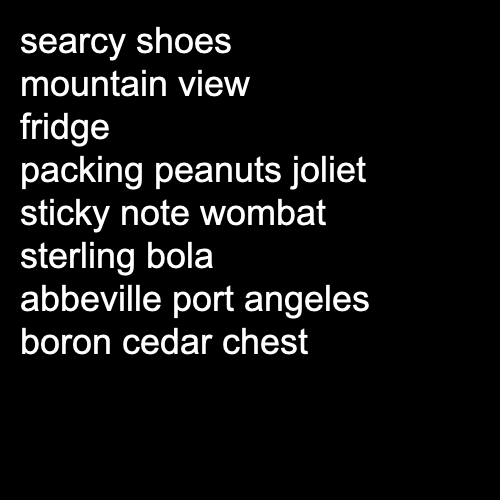 searcy shoes
mountain view
fridge
packing peanuts joliet
sticky note wombat
sterling bola
abbeville port angeles
boron cedar chest